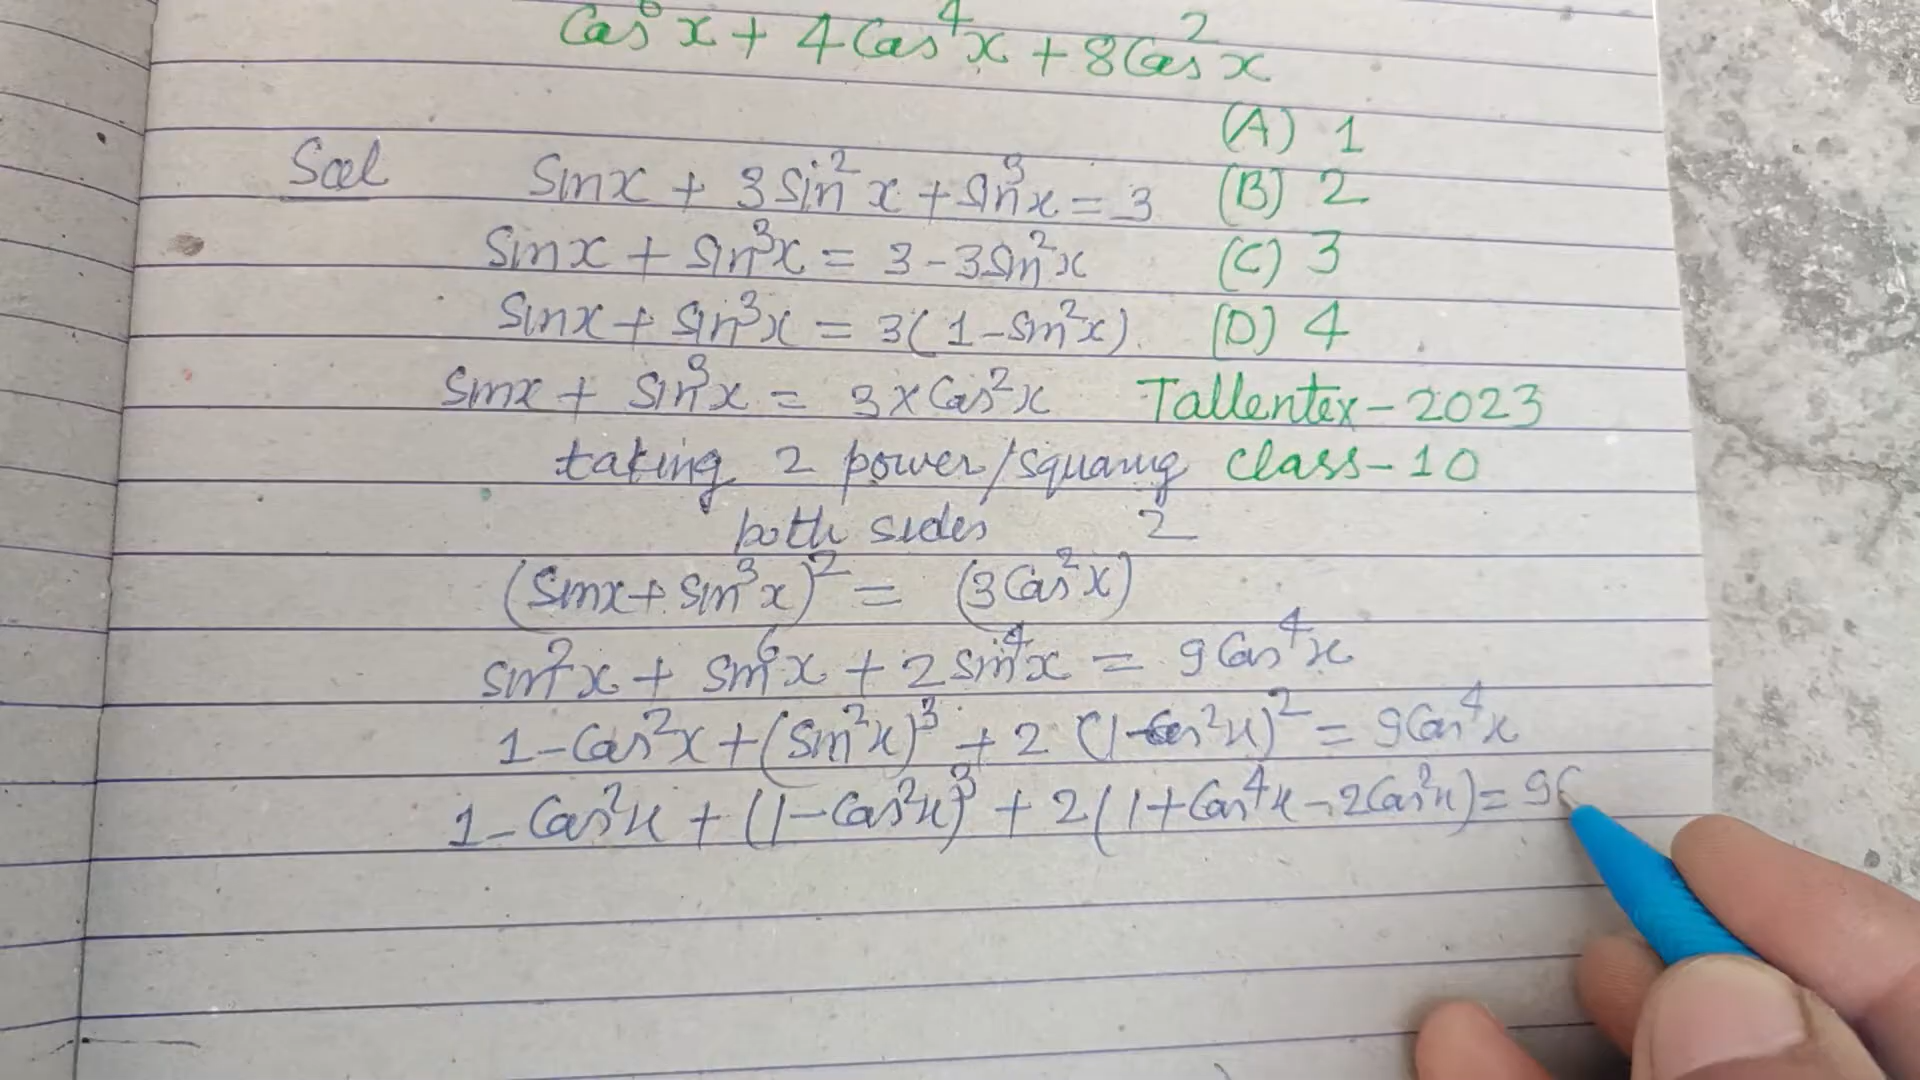 Cos⁶x + 4Cos⁴x + 8Cos²x
(A) 1
Sol sinx + 3sin²x + sin³x = 3 (B) 2
sinx + sin³x = 3-3sin²x (C) 3
sinx + sin³x = 3(1-sin²x). (D) 4
sinx + sin³x = 3×Cos²x Tallentex-2023
taking 2 power/squaring class-10
both sides
(sinx + sin³x)² = (3Cos²x)²
sin²x + sin⁶x + 2sin⁴x = 9Cos⁴x
1-Cos²x + (sin²x)³ + 2(1-Cos²x)² = 9Cos⁴x
1-Cos²x + (1-Cos²x)³ + 2(1+Cos⁴x-2Cos²x) = 9C